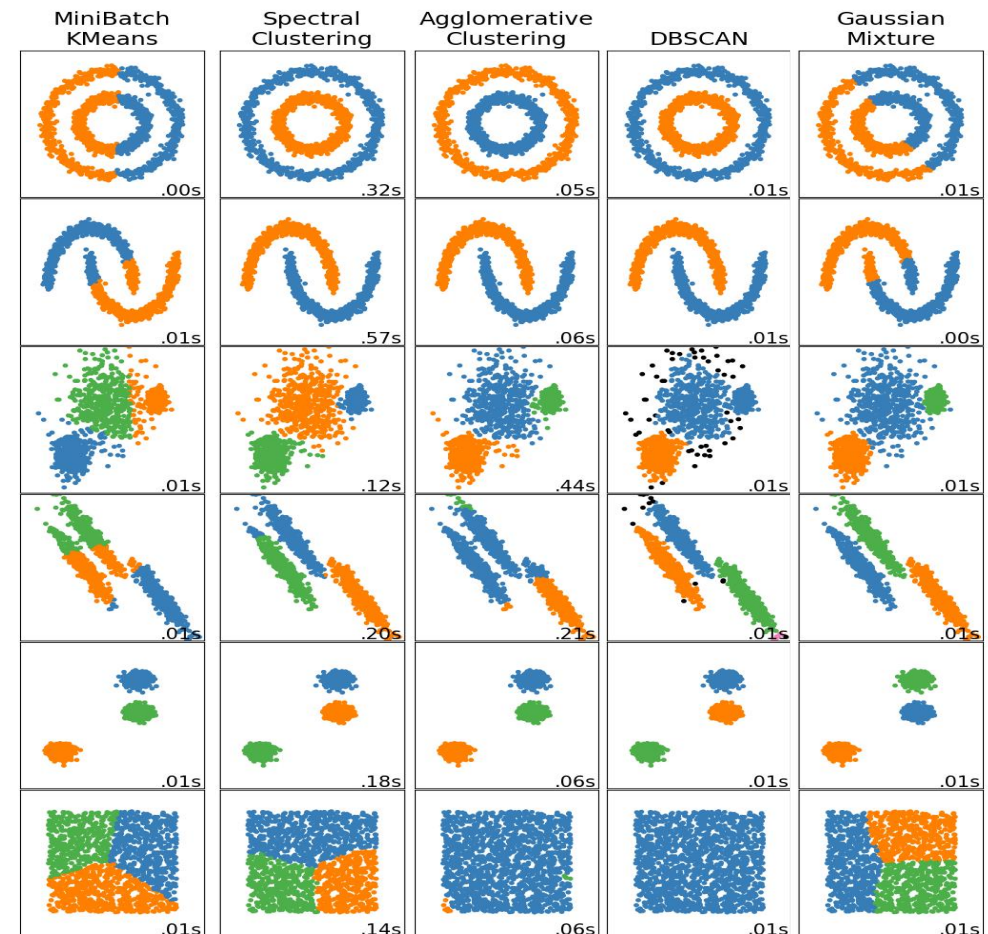 MiniBatch
KMeans
Spectral
Clustering
Agglomerative
Clustering
DBSCAN
Gaussian
Mixture
.00s
.32s
.05s
.01s
.01s
.01s
.57s
.06s
.01s
.00s
.01s
.12s
.44s
.01s
.01s
.01s
.20s
.21s
.01s
.01s
.01s
.18s
.06s
.01s
.01s
.01s
.14s
.06s
.01s
.01s